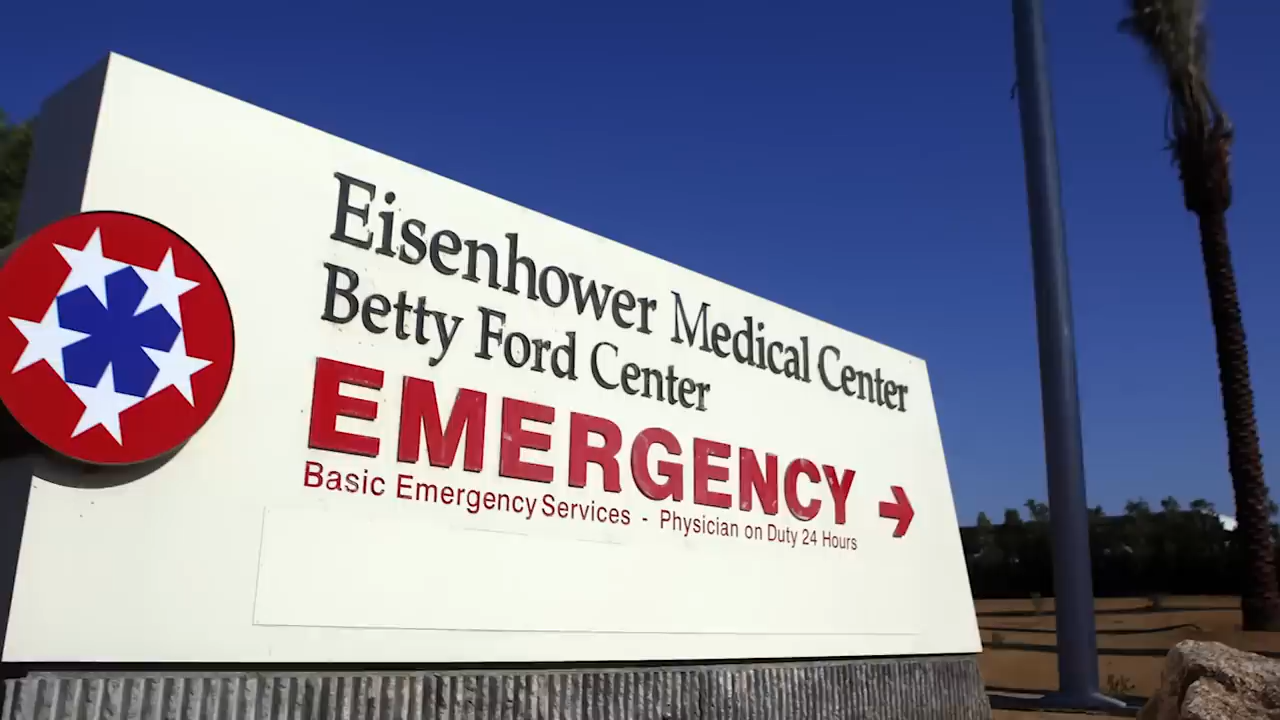 Eisenhower Medical Center
Betty Ford Center
EMERGENCY →
Basic Emergency Services - Physician on Duty 24 Hours